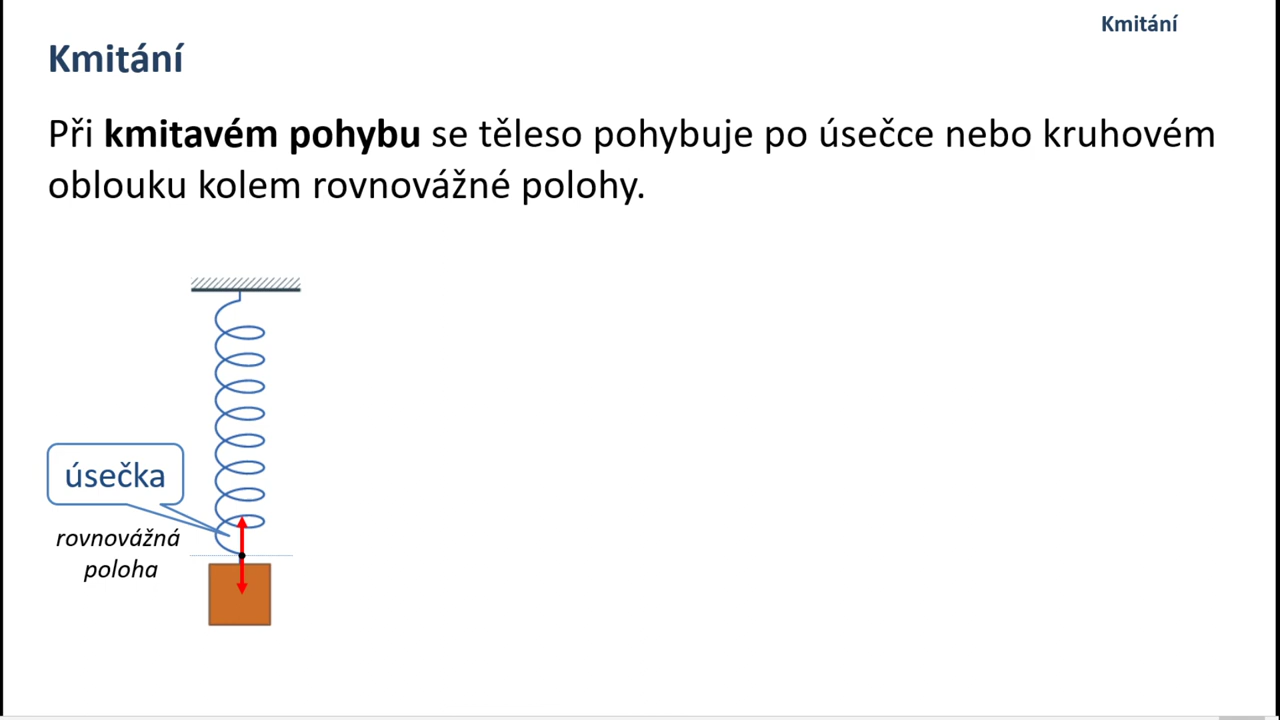 Kmitání
Kmitání
Při kmitavém pohybu se těleso pohybuje po úsečce nebo kruhovém
oblouku kolem rovnovážné polohy.
úsečka
rovnovážná
poloha